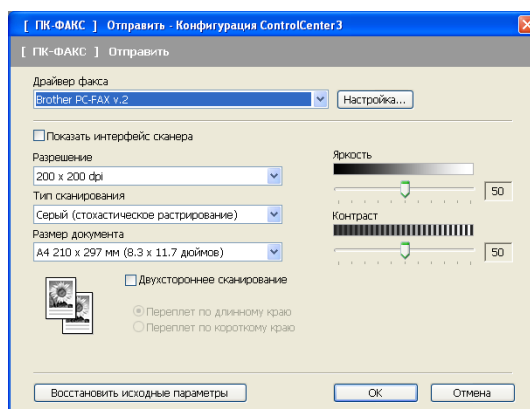 [ ПК-ФАКС ] Отправить - Конфигурация ControlCenter3
[ ПК-ФАКС ] Отправить
Драйвер факса
Brother PC-FAX v.2
Настройка...
Показать интерфейс сканера
Разрешение
200 x 200 dpi
Тип сканирования
Серый (стохастическое растрирование)
Размер документа
A4 210 x 297 мм (8.3 x 11.7 дюймов)
Яркость
50
Контраст
50
Двухстороннее сканирование
Переплет по длинному краю
Переплет по короткому краю
Восстановить исходные параметры
OK
Отмена